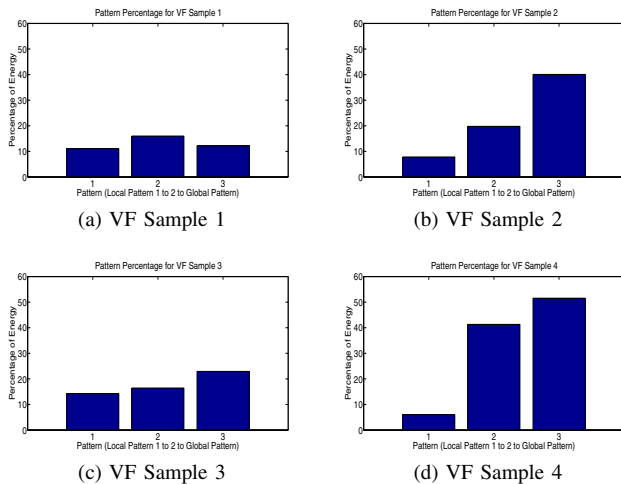 Pattern Percentage for VF Sample 1
60
50
40
30
20
10
0
Percentage of Energy
1 2 3
Pattern (Local Pattern 1 to 2 to Global Pattern)
(a) VF Sample 1
Pattern Percentage for VF Sample 2
60
50
40
30
20
10
0
Percentage of Energy
1 2 3
Pattern (Local Pattern 1 to 2 to Global Pattern)
(b) VF Sample 2
Pattern Percentage for VF Sample 3
60
50
40
30
20
10
0
Percentage of Energy
1 2 3
Pattern (Local Pattern 1 to 2 to Global Pattern)
(c) VF Sample 3
Pattern Percentage for VF Sample 4
60
50
40
30
20
10
0
Percentage of Energy
1 2 3
Pattern (Local Pattern 1 to 2 to Global Pattern)
(d) VF Sample 4